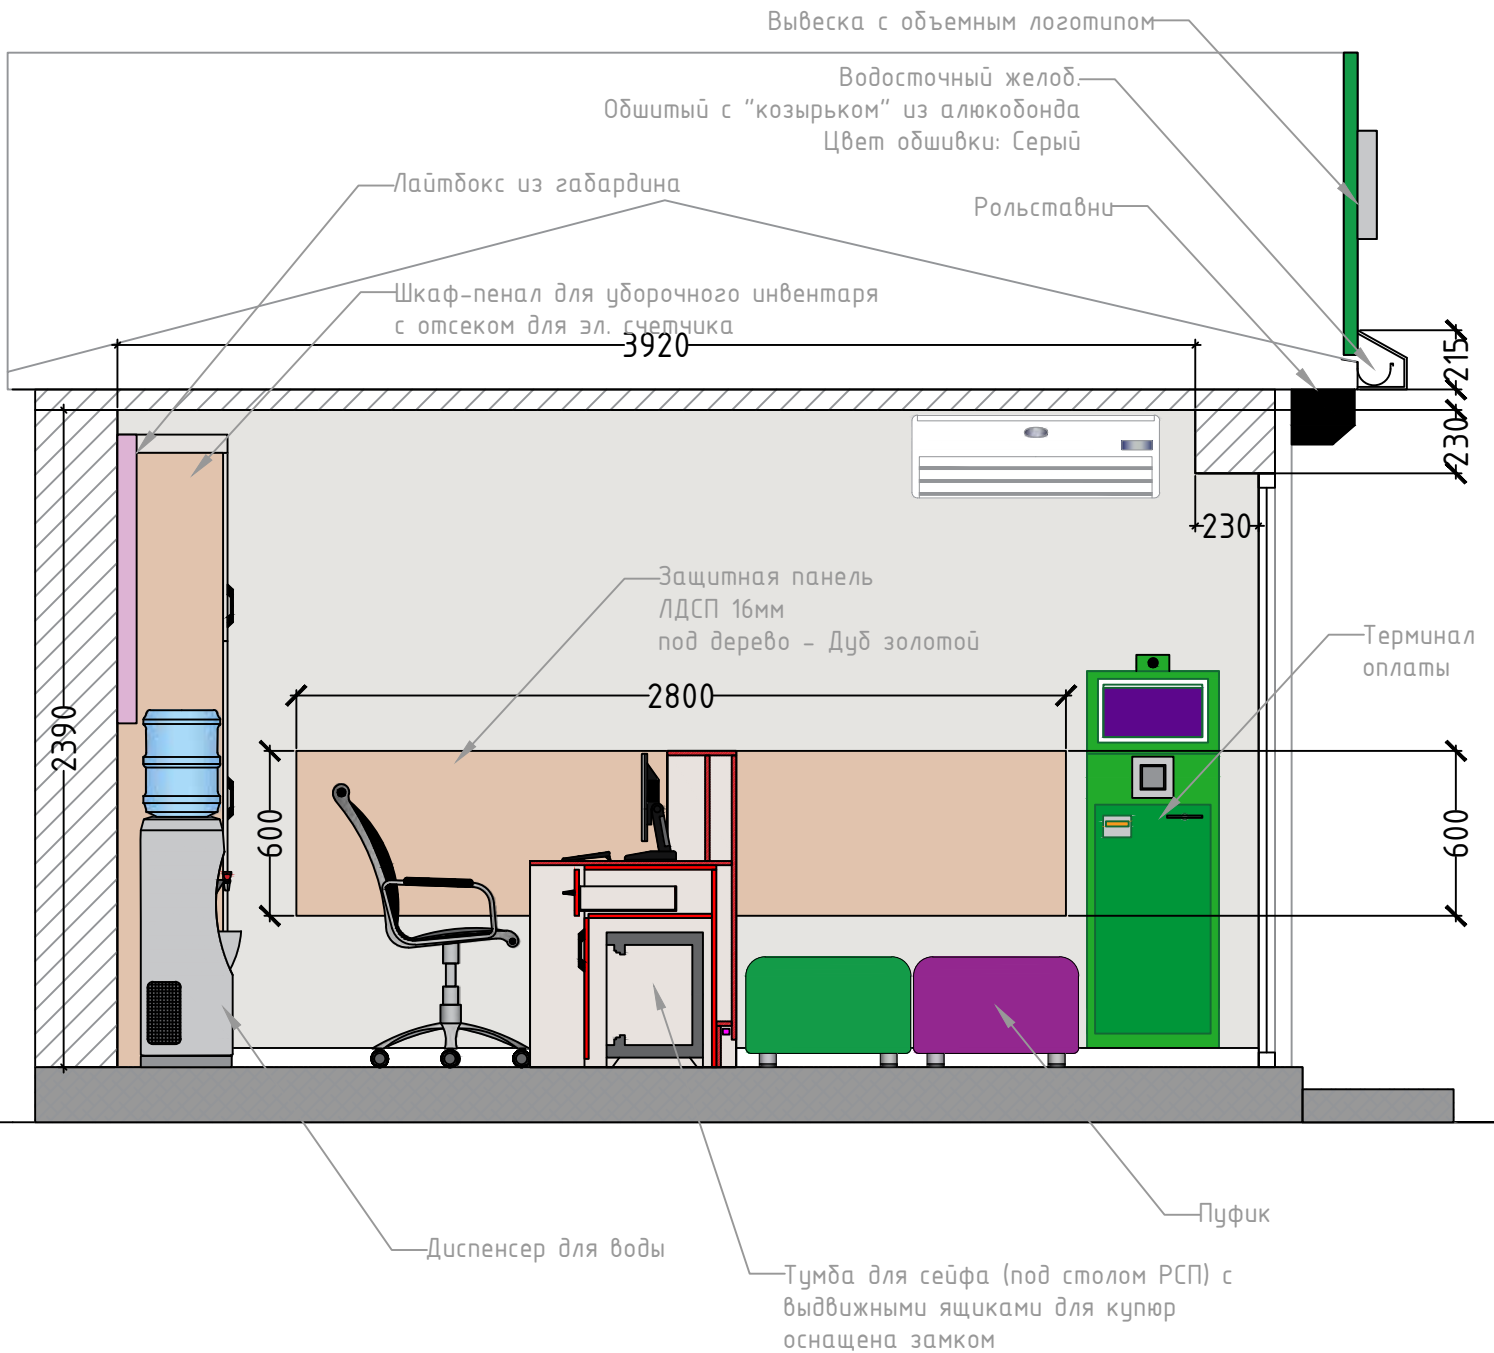 Вывеска с объемным логотипом
Водосточный желоб.
Обшитый с "козырьком" из алюкобонда
Цвет обшивки: Серый
Лайтбокс из габардина
Рольставни
Шкаф-пенал для уборочного инвентаря
с отсеком для эл. счетчика
3920
215
230
230
Защитная панель
ЛДСП 16мм
под дерево - Дуб золотой
Терминал
оплаты
2800
2390
600
600
Пуфик
Диспенсер для воды
Тумба для сейфа (под столом РСП) с
выдвижными ящиками для купюр
оснащена замком